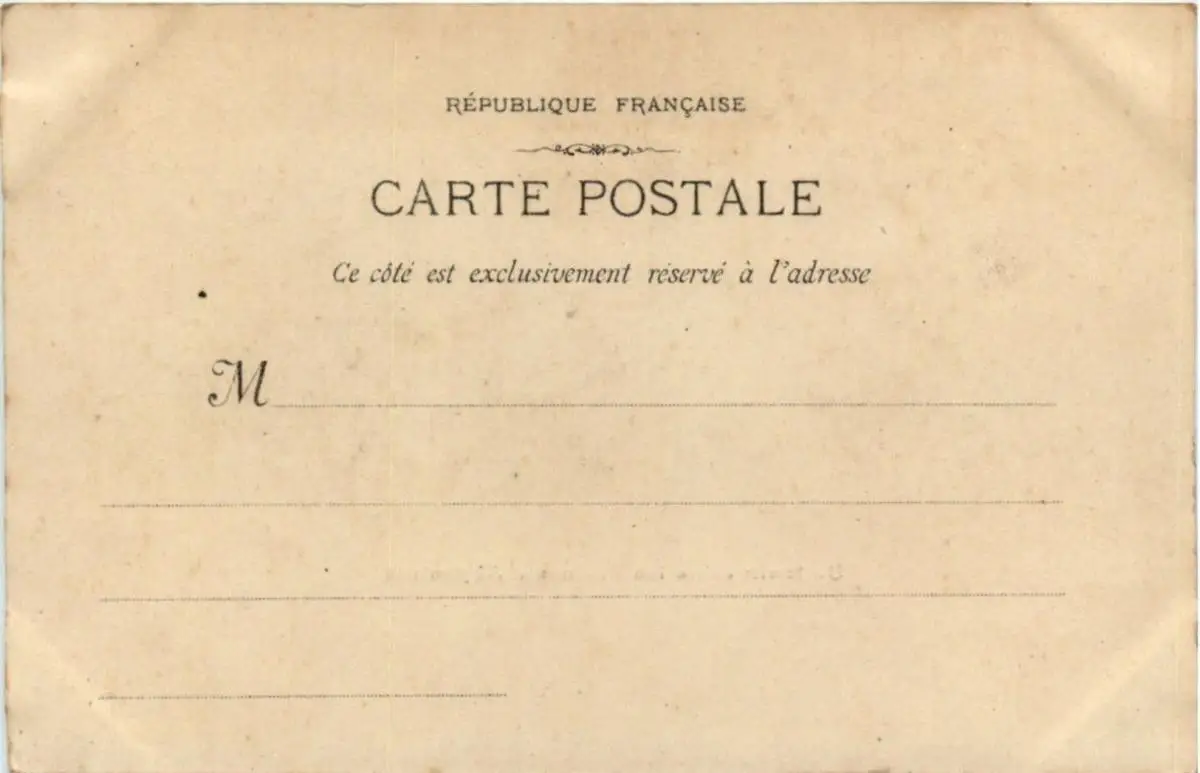 RÉPUBLIQUE FRANÇAISE
CARTE POSTALE
Ce côté est exclusivement réservé à l'adresse
M